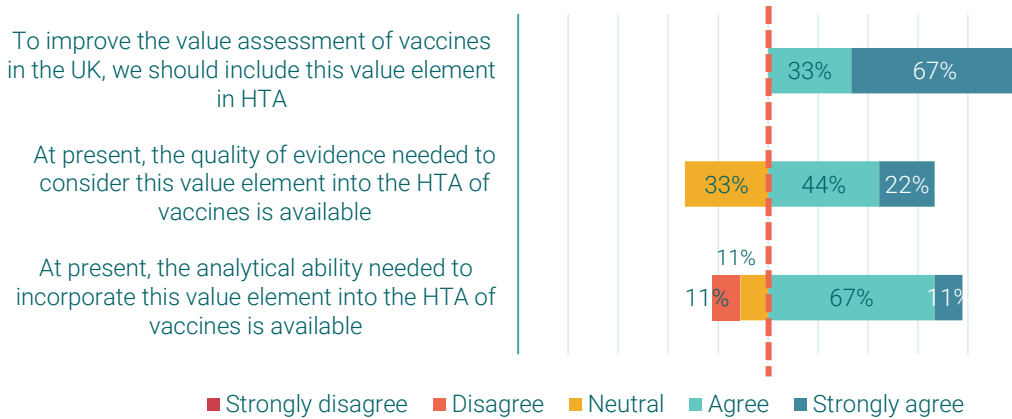 To improve the value assessment of vaccines
in the UK, we should include this value element
in HTA
33%
67%
At present, the quality of evidence needed to
consider this value element into the HTA of
vaccines is available
33%
44%
22%
At present, the analytical ability needed to
incorporate this value element into the HTA of
vaccines is available
11%
11%
67%
11%
Strongly disagree
Disagree
Neutral
Agree
Strongly agree